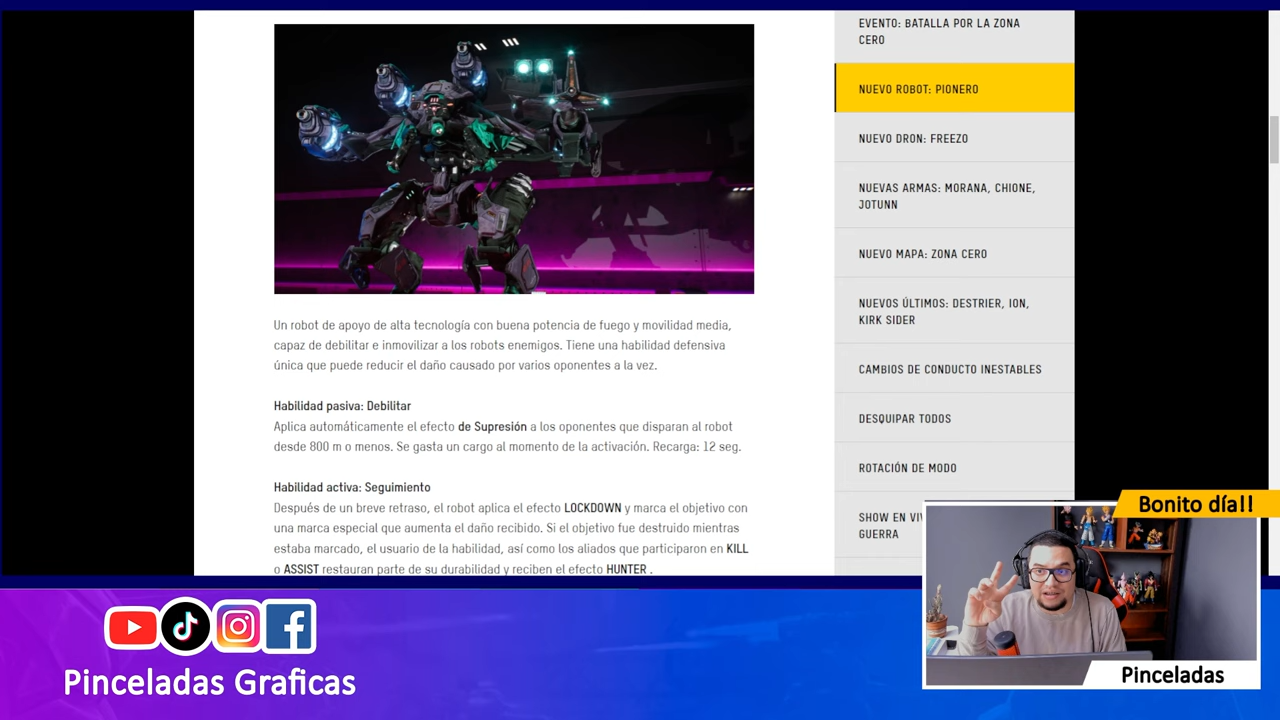 Un robot de apoyo de alta tecnología con buena potencia de fuego y movilidad media,
capaz de debilitar e inmovilizar a los robots enemigos. Tiene una habilidad defensiva
única que puede reducir el daño causado por varios oponentes a la vez.
Habilidad pasiva: Debilitar
Aplica automáticamente el efecto de Supresión a los oponentes que disparan al robot
desde 800 m o menos. Se gasta un cargo al momento de la activación. Recarga: 12 seg.
Habilidad activa: Seguimiento
Después de un breve retraso, el robot aplica el efecto LOCKDOWN y marca el objetivo con
una marca especial que aumenta el daño recibido. Si el objetivo fue destruido mientras
estaba marcado, el usuario de la habilidad, así como los aliados que participaron en KILL
o ASSIST restauran parte de su durabilidad y reciben el efecto HUNTER .
EVENTO: BATALLA POR LA ZONA
CERO
NUEVO ROBOT: PIONERO
NUEVO DRON: FREEZO
NUEVAS ARMAS: MORANA, CHIONE,
JOTUNN
NUEVO MAPA: ZONA CERO
NUEVOS ÚLTIMOS: DESTRIER, ION,
KIRK SIDER
CAMBIOS DE CONDUCTO INESTABLES
DESQUIPAR TODOS
ROTACIÓN DE MODO
SHOW EN VIV
GUERRA
Bonito día!!
Pinceladas
Pinceladas Graficas